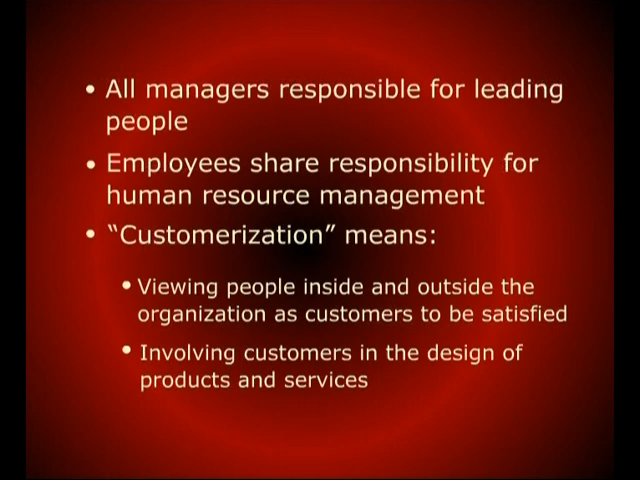 • All managers responsible for leading
people
• Employees share responsibility for
human resource management
• “Customerization” means:
• Viewing people inside and outside the
organization as customers to be satisfied
• Involving customers in the design of
products and services